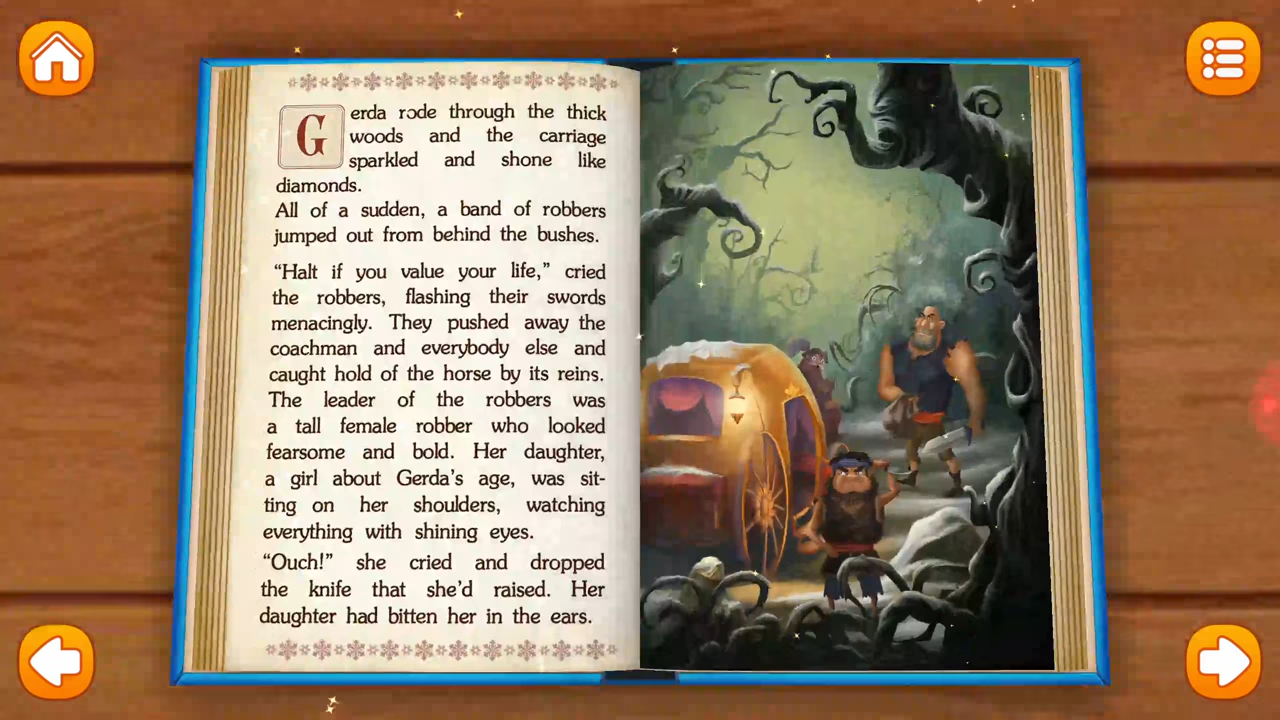 Gerda rode through the thick
woods and the carriage
sparkled and shone like
diamonds.
All of a sudden, a band of robbers
jumped out from behind the bushes.
“Halt if you value your life,” cried
the robbers, flashing their swords
menacingly. They pushed away the
coachman and everybody else and
caught hold of the horse by its reins.
The leader of the robbers was
a tall female robber who looked
fearsome and bold. Her daughter,
a girl about Gerda’s age, was sit-
ting on her shoulders, watching
everything with shining eyes.
“Ouch!” she cried and dropped
the knife that she’d raised. Her
daughter had bitten her in the ears.